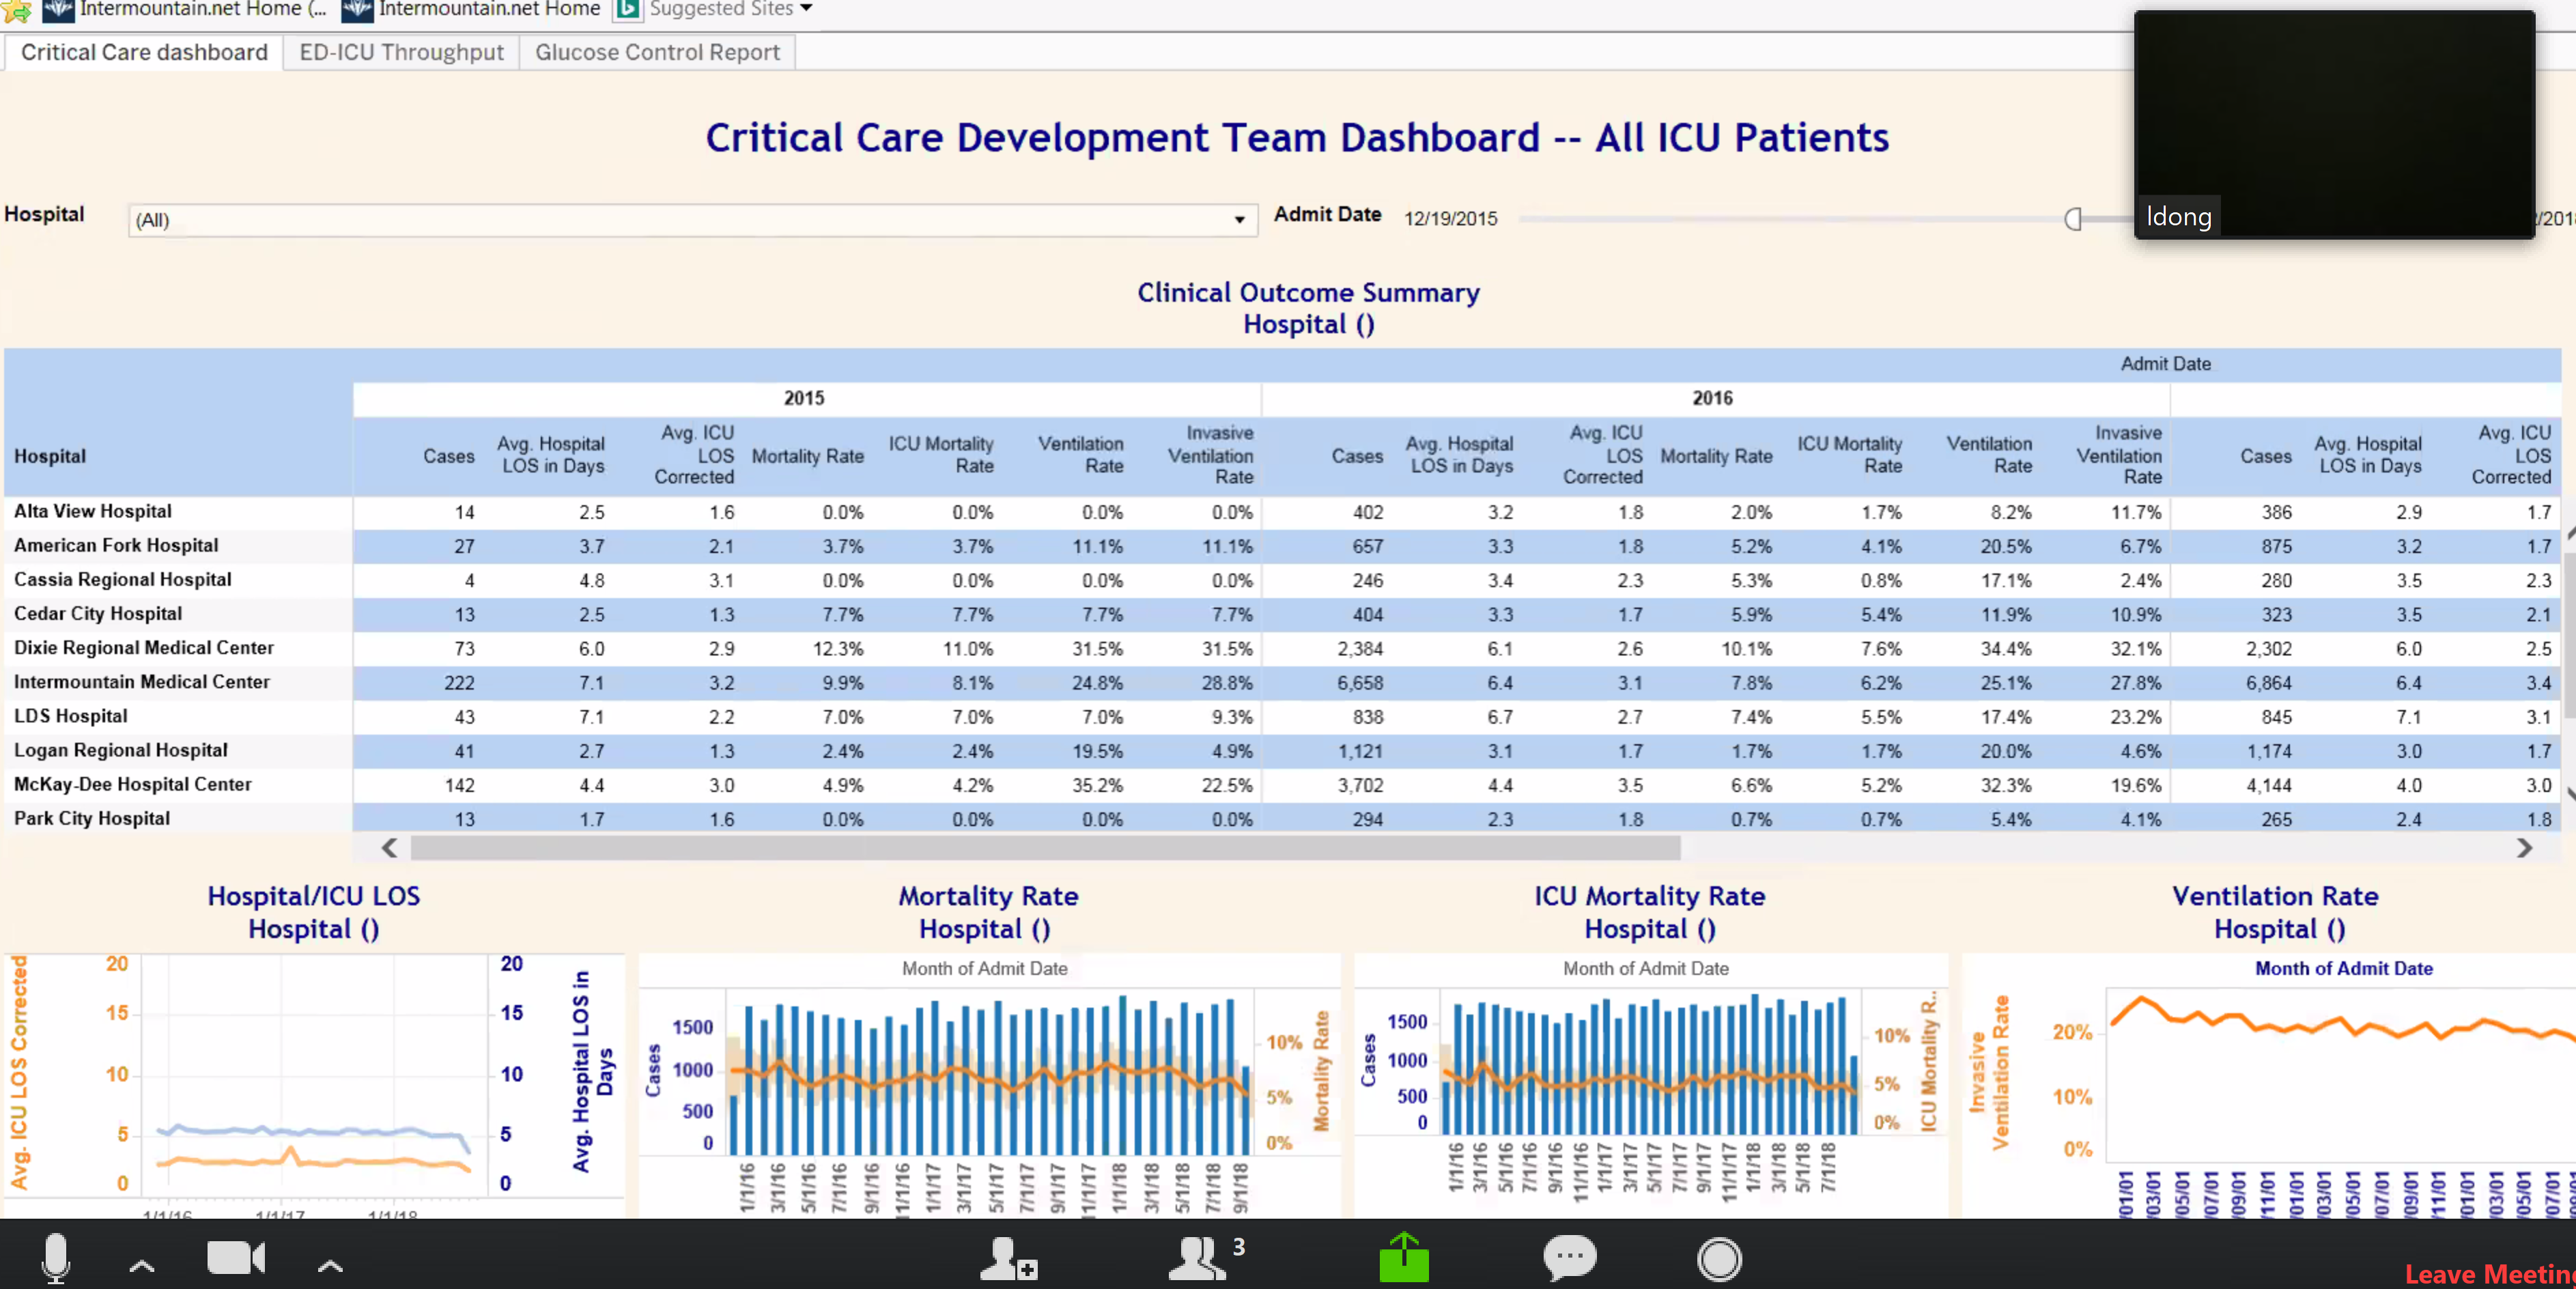 Intermountain.net Home (... Intermountain.net Home Suggested Sites
Critical Care dashboard ED-ICU Throughput Glucose Control Report
Critical Care Development Team Dashboard -- All ICU Patients
Hospital (All) Admit Date 12/19/2015
ldong
Clinical Outcome Summary
Hospital ()
Admit Date
2015 2016
Hospital Cases Avg. Hospital LOS in Days Avg. ICU LOS Corrected Mortality Rate ICU Mortality Rate Ventilation Rate Invasive Ventilation Rate Cases Avg. Hospital LOS in Days Avg. ICU LOS Corrected Mortality Rate ICU Mortality Rate Ventilation Rate Invasive Ventilation Rate Cases Avg. Hospital LOS in Days Avg. ICU LOS Corrected
Alta View Hospital 14 2.5 1.6 0.0% 0.0% 0.0% 0.0% 402 3.2 1.8 2.0% 1.7% 8.2% 11.7% 386 2.9 1.7
American Fork Hospital 27 3.7 2.1 3.7% 3.7% 11.1% 11.1% 657 3.3 1.8 5.2% 4.1% 20.5% 6.7% 875 3.2 1.7
Cassia Regional Hospital 4 4.8 3.1 0.0% 0.0% 0.0% 0.0% 246 3.4 2.3 5.3% 0.8% 17.1% 2.4% 280 3.5 2.3
Cedar City Hospital 13 2.5 1.3 7.7% 7.7% 7.7% 7.7% 404 3.3 1.7 5.9% 5.4% 11.9% 10.9% 323 3.5 2.1
Dixie Regional Medical Center 73 6.0 2.9 12.3% 11.0% 31.5% 31.5% 2,384 6.1 2.6 10.1% 7.6% 34.4% 32.1% 2,302 6.0 2.5
Intermountain Medical Center 222 7.1 3.2 9.9% 8.1% 24.8% 28.8% 6,658 6.4 3.1 7.8% 6.2% 25.1% 27.8% 6,864 6.4 3.4
LDS Hospital 43 7.1 2.2 7.0% 7.0% 7.0% 9.3% 838 6.7 2.7 7.4% 5.5% 17.4% 23.2% 845 7.1 3.1
Logan Regional Hospital 41 2.7 1.3 2.4% 2.4% 19.5% 4.9% 1,121 3.1 1.7 1.7% 1.7% 20.0% 4.6% 1,174 3.0 1.7
McKay-Dee Hospital Center 142 4.4 3.0 4.9% 4.2% 35.2% 22.5% 3,702 4.4 3.5 6.6% 5.2% 32.3% 19.6% 4,144 4.0 3.0
Park City Hospital 13 1.7 1.6 0.0% 0.0% 0.0% 0.0% 294 2.3 1.8 0.7% 0.7% 5.4% 4.1% 265 2.4 1.8
Hospital/ICU LOS
Hospital ()
Avg. ICU LOS Corrected
20 15 10 5 0
20 15 10 5 0
Avg. Hospital LOS in Days
1/1/16 1/1/17 1/1/18
Mortality Rate
Hospital ()
Month of Admit Date
Cases
1500 1000 500 0
10% 5% 0%
Mortality Rate
1/1/16 3/1/16 5/1/16 7/1/16 9/1/16 11/1/16 1/1/17 3/1/17 5/1/17 7/1/17 9/1/17 11/1/17 1/1/18 3/1/18 5/1/18 7/1/18 9/1/18
ICU Mortality Rate
Hospital ()
Month of Admit Date
Cases
1500 1000 500 0
10% 5% 0%
ICU Mortality R..
1/1/16 3/1/16 5/1/16 7/1/16 9/1/16 11/1/16 1/1/17 3/1/17 5/1/17 7/1/17 9/1/17 11/1/17 1/1/18 3/1/18 5/1/18 7/1/18
Ventilation Rate
Hospital ()
Month of Admit Date
Invasive Ventilation Rate
20% 10% 0%
/01/01 /03/01 /05/01 /07/01 /09/01 /11/01 /01/01 /03/01 /05/01 /07/01 /09/01 /11/01 /01/01 /03/01 /05/01 /07/01
3
Leave Meeting